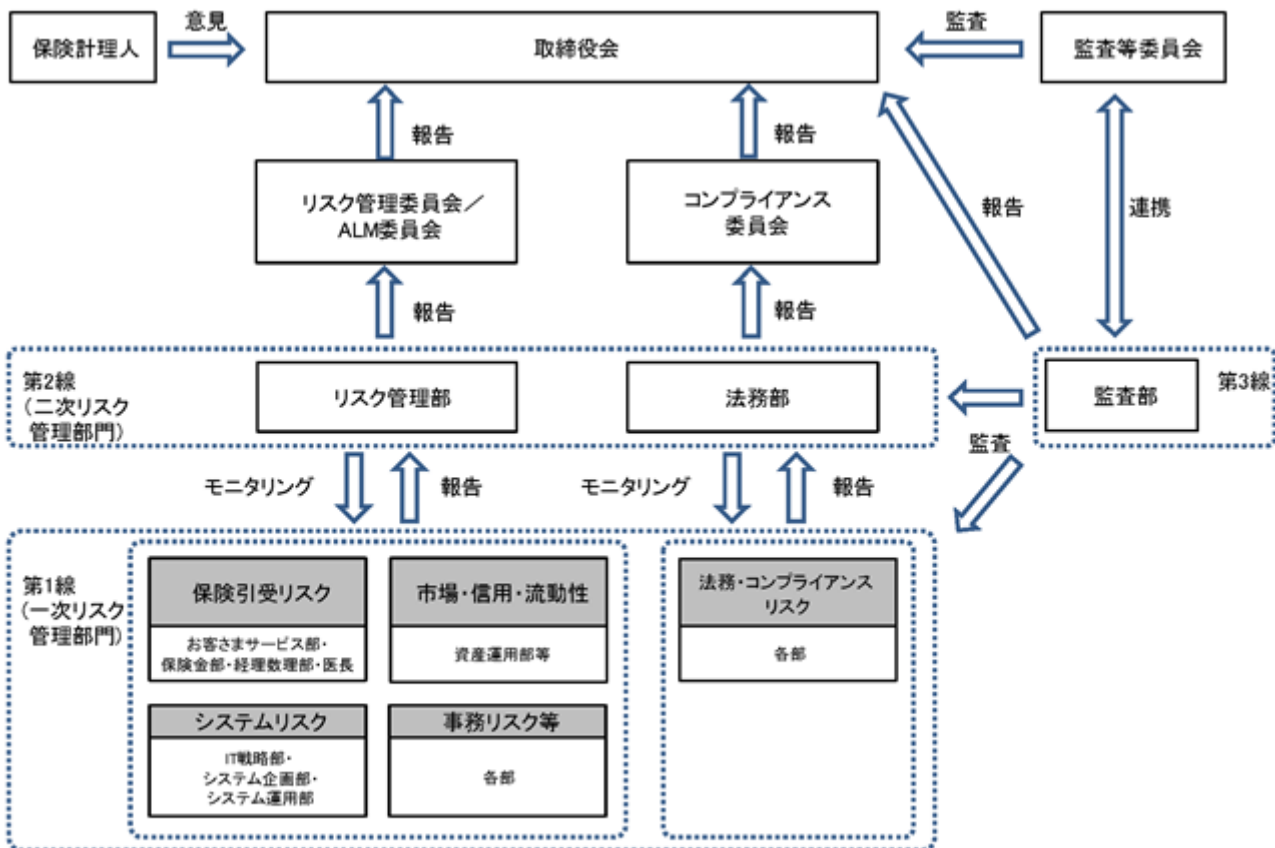 保険計理人
意見
取締役会
監査
監査等委員会
報告
報告
リスク管理委員会／
ALM委員会
コンプライアンス
委員会
報告
連携
報告
報告
第2線
(二次リスク
管理部門)
リスク管理部
法務部
監査部
第3線
監査
モニタリング
報告
モニタリング
報告
第1線
(一次リスク
管理部門)
保険引受リスク
お客さまサービス部・
保険金部・経理数理部・医長
市場・信用・流動性
資産運用部等
法務・コンプライアンス
リスク
各部
システムリスク
IT戦略部・
システム企画部・
システム運用部
事務リスク等
各部